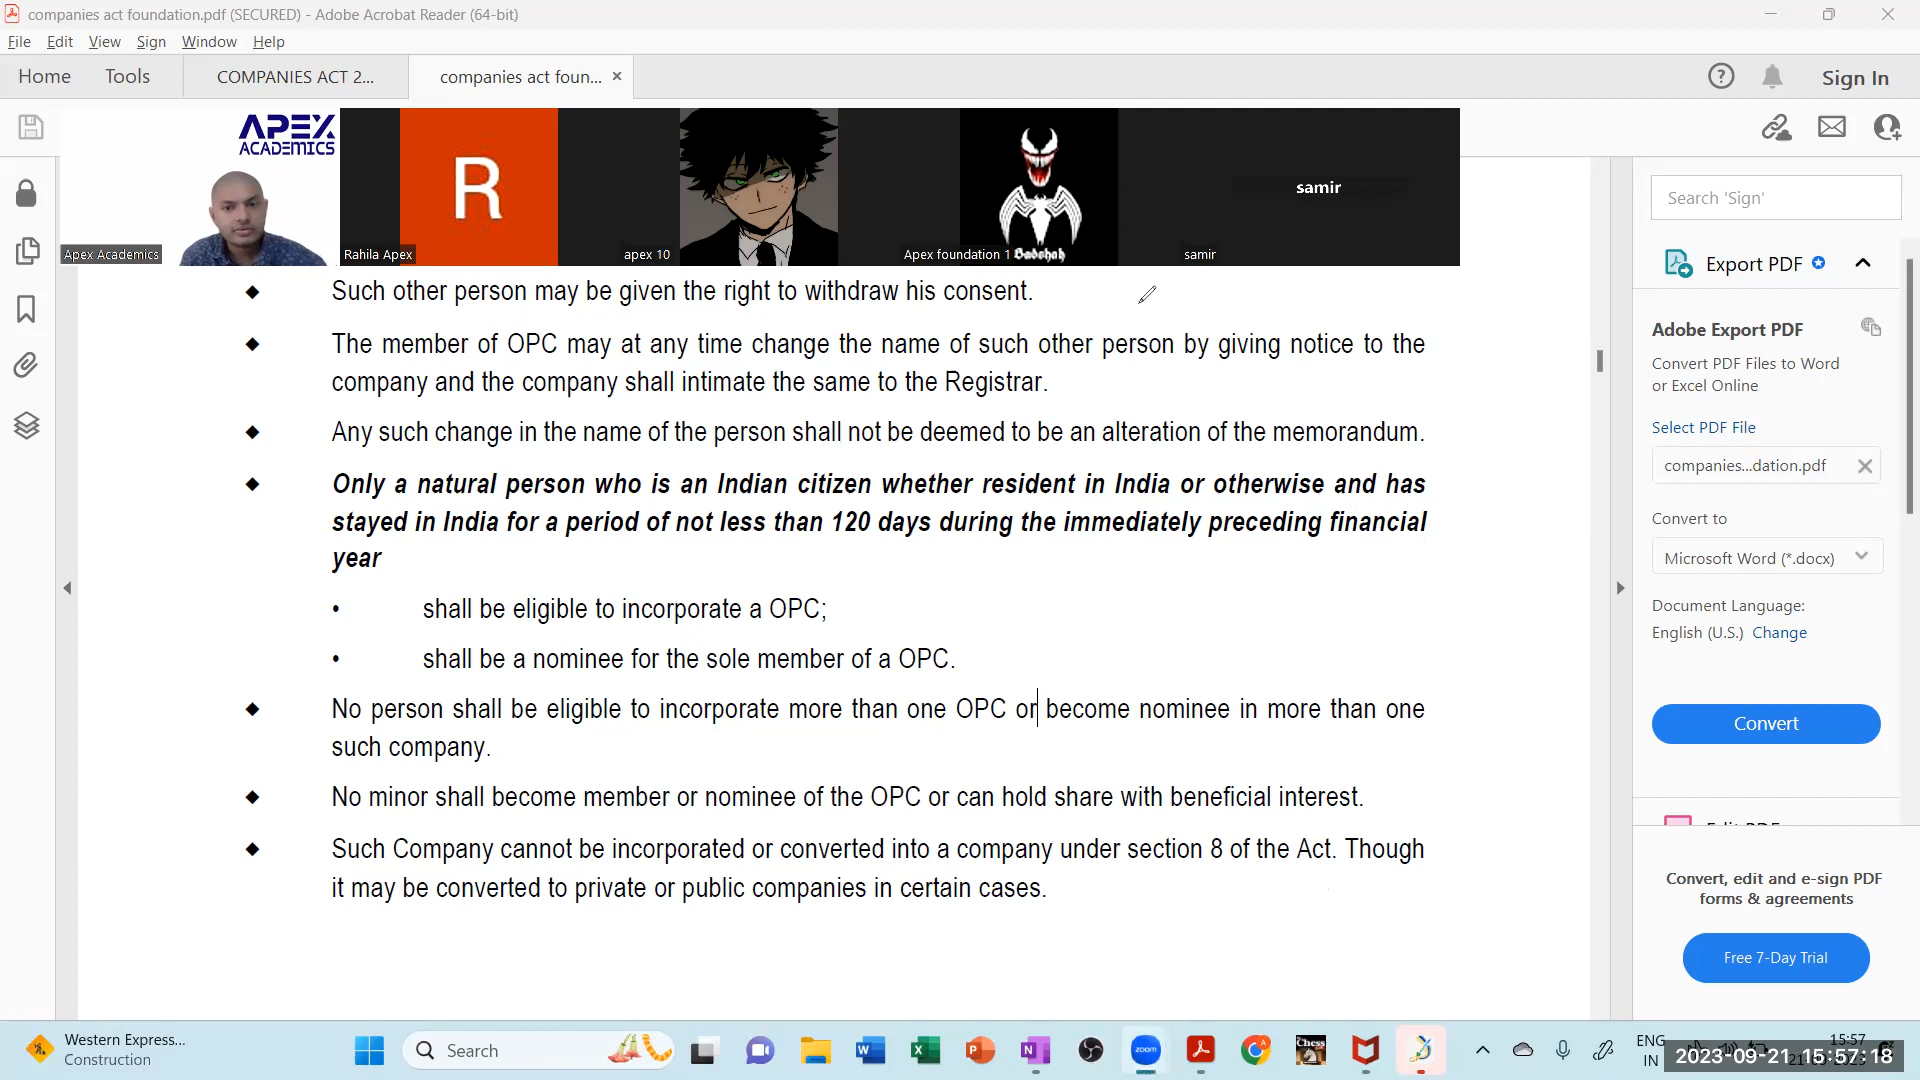 companies act foundation.pdf (SECURED) - Adobe Acrobat Reader (64-bit)
File Edit View Sign Window Help
Home Tools COMPANIES ACT 2... companies act foun... × Sign In
APEX
ACADEMICS
R
samir
Apex Academics Rahila Apex apex 10 Apex foundation 1 Badshah samir
Search 'Sign'
Export PDF
Adobe Export PDF
Convert PDF Files to Word
or Excel Online
Select PDF File
companies...dation.pdf
Convert to
Microsoft Word (*.docx)
Document Language:
English (U.S.) Change
Convert
Convert, edit and e-sign PDF
forms & agreements
Free 7-Day Trial
◆ Such other person may be given the right to withdraw his consent.
◆ The member of OPC may at any time change the name of such other person by giving notice to the
company and the company shall intimate the same to the Registrar.
◆ Any such change in the name of the person shall not be deemed to be an alteration of the memorandum.
◆ Only a natural person who is an Indian citizen whether resident in India or otherwise and has
stayed in India for a period of not less than 120 days during the immediately preceding financial
year
• shall be eligible to incorporate a OPC;
• shall be a nominee for the sole member of a OPC.
◆ No person shall be eligible to incorporate more than one OPC or become nominee in more than one
such company.
◆ No minor shall become member or nominee of the OPC or can hold share with beneficial interest.
◆ Such Company cannot be incorporated or converted into a company under section 8 of the Act. Though
it may be converted to private or public companies in certain cases.
Western Express...
Construction
Search
zoom
Chess
ENG
IN
15:57
2023-09-21 15:57:18